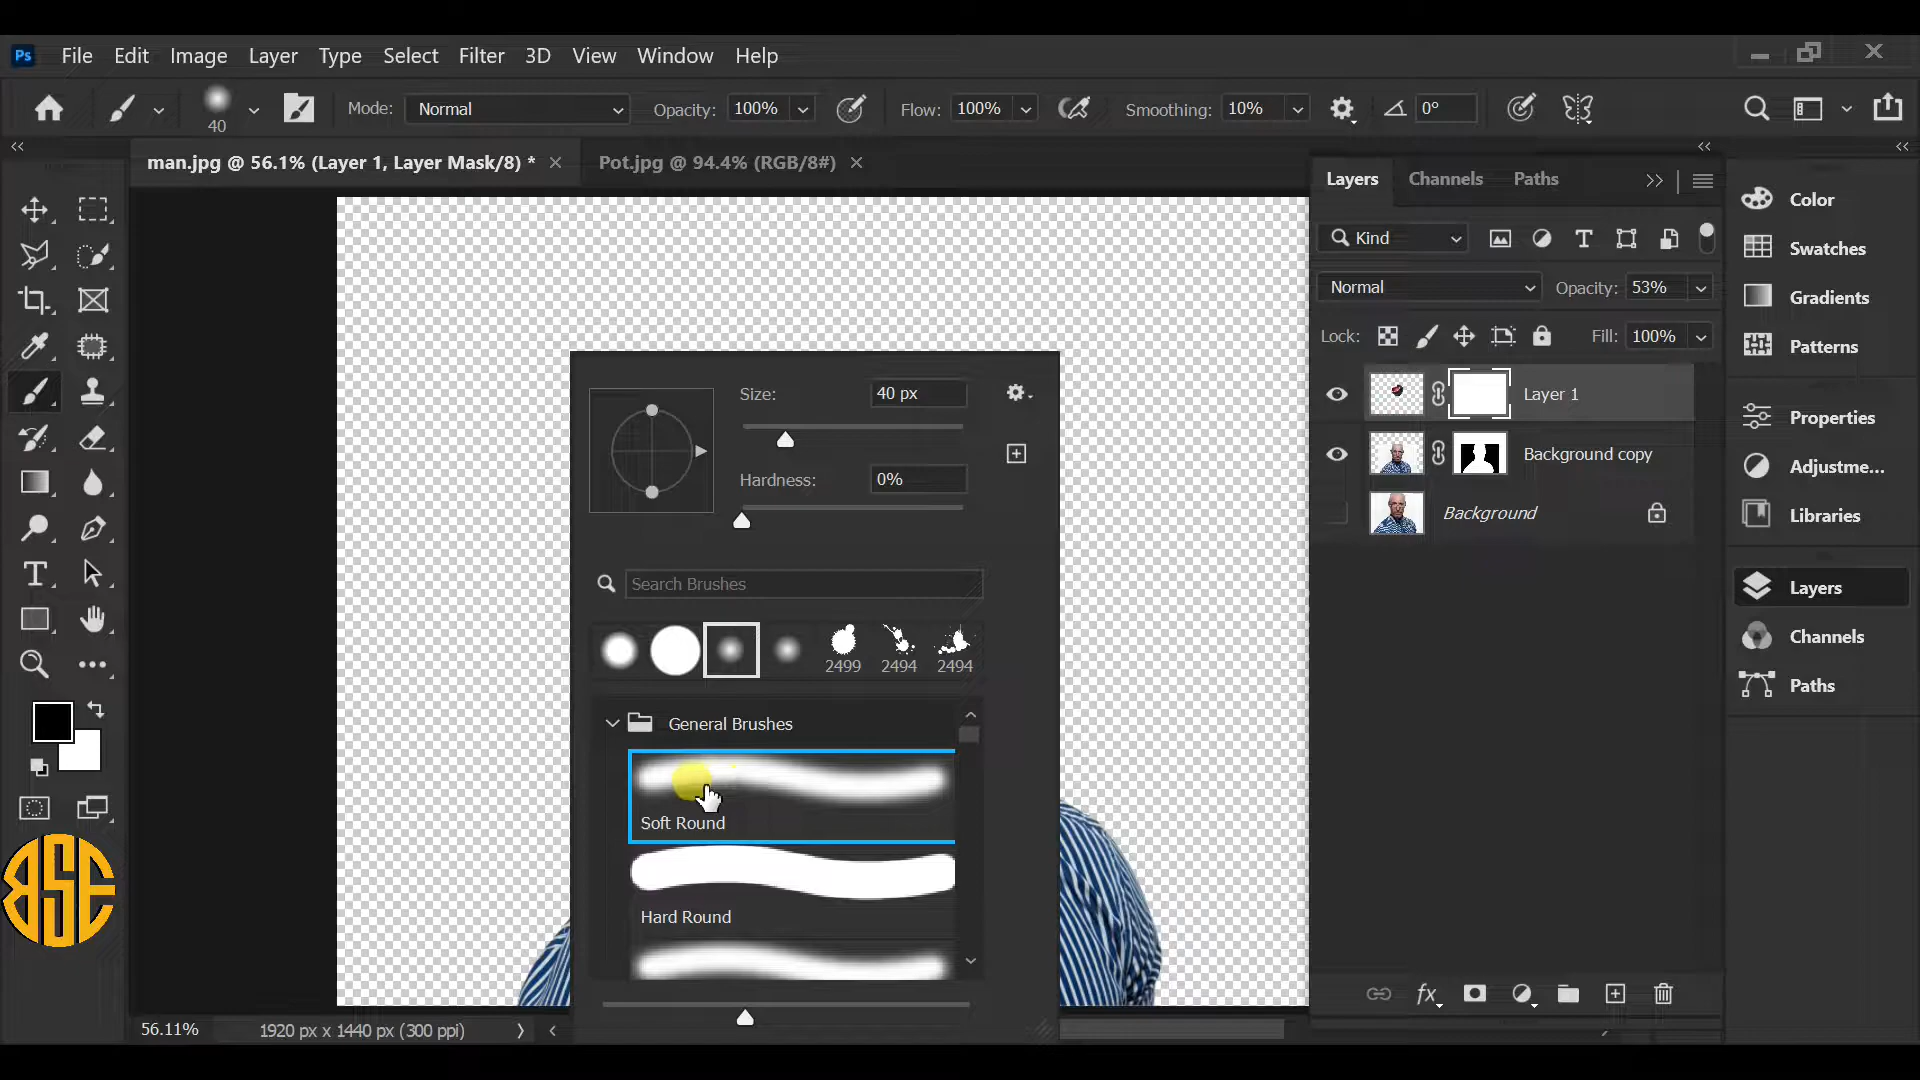 Ps File Edit Image Layer Type Select Filter 3D View Window Help
40 Mode: Normal Opacity: 100% Flow: 100% Smoothing: 10% 0°
man.jpg @ 56.1% (Layer 1, Layer Mask/8) * Pot.jpg @ 94.4% (RGB/8#)
Layers Channels Paths
Kind
Normal Opacity: 53%
Lock: Fill: 100%
Layer 1
Background copy
Background
Color
Swatches
Gradients
Patterns
Properties
Adjustme...
Libraries
Layers
Channels
Paths
Size: 40 px
Hardness: 0%
Search Brushes
2499 2494 2494
General Brushes
Soft Round
Hard Round
BSE
56.11% 1920 px x 1440 px (300 ppi)